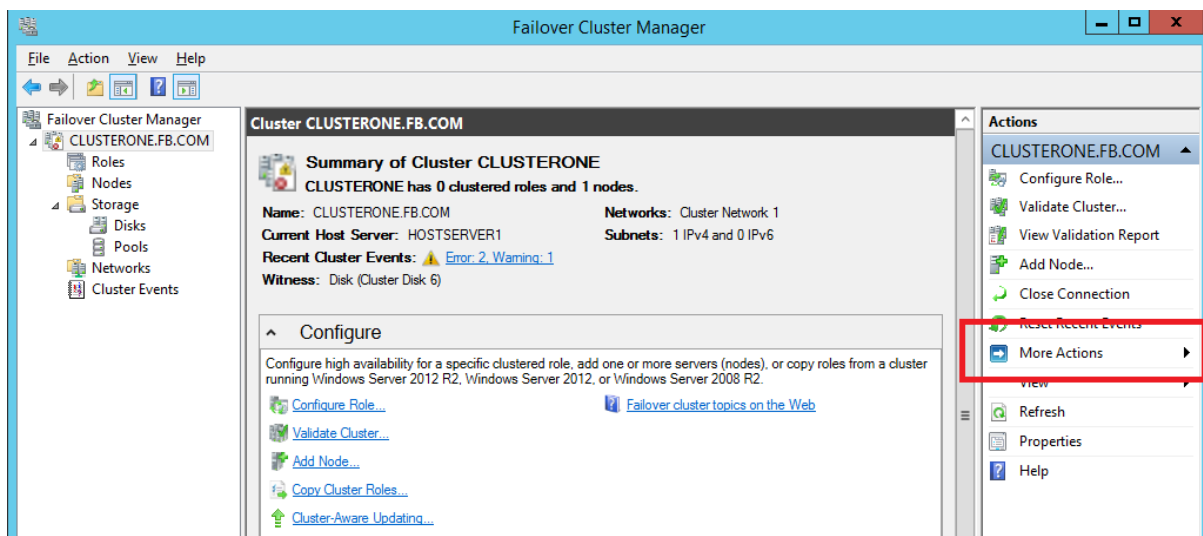 Failover Cluster Manager
File Action View Help
Failover Cluster Manager
CLUSTERONE.FB.COM
Roles
Nodes
Storage
Disks
Pools
Networks
Cluster Events
Cluster CLUSTERONE.FB.COM
Summary of Cluster CLUSTERONE
CLUSTERONE has 0 clustered roles and 1 nodes.
Name: CLUSTERONE.FB.COM
Networks: Cluster Network 1
Current Host Server: HOSTSERVER1
Subnets: 1 IPv4 and 0 IPv6
Recent Cluster Events: Error: 2, Warning: 1
Witness: Disk (Cluster Disk 6)
Configure
Configure high availability for a specific clustered role, add one or more servers (nodes), or copy roles from a cluster
running Windows Server 2012 R2, Windows Server 2012, or Windows Server 2008 R2.
Configure Role...
Failover cluster topics on the Web
Validate Cluster...
Add Node...
Copy Cluster Roles...
Cluster-Aware Updating...
Actions
CLUSTERONE.FB.COM
Configure Role...
Validate Cluster...
View Validation Report
Add Node...
Close Connection
Reset Recent Events
More Actions
View
Refresh
Properties
Help